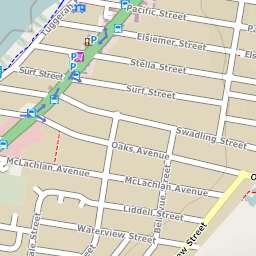 Pacific Street
Tuggerah
Elsiemer Street
Stella Street
Surf Street
Surf Street
Swadling Street
Oaks Avenue
McLachlan Avenue
McLachlan Avenue
Liddell Street
Waterview Street